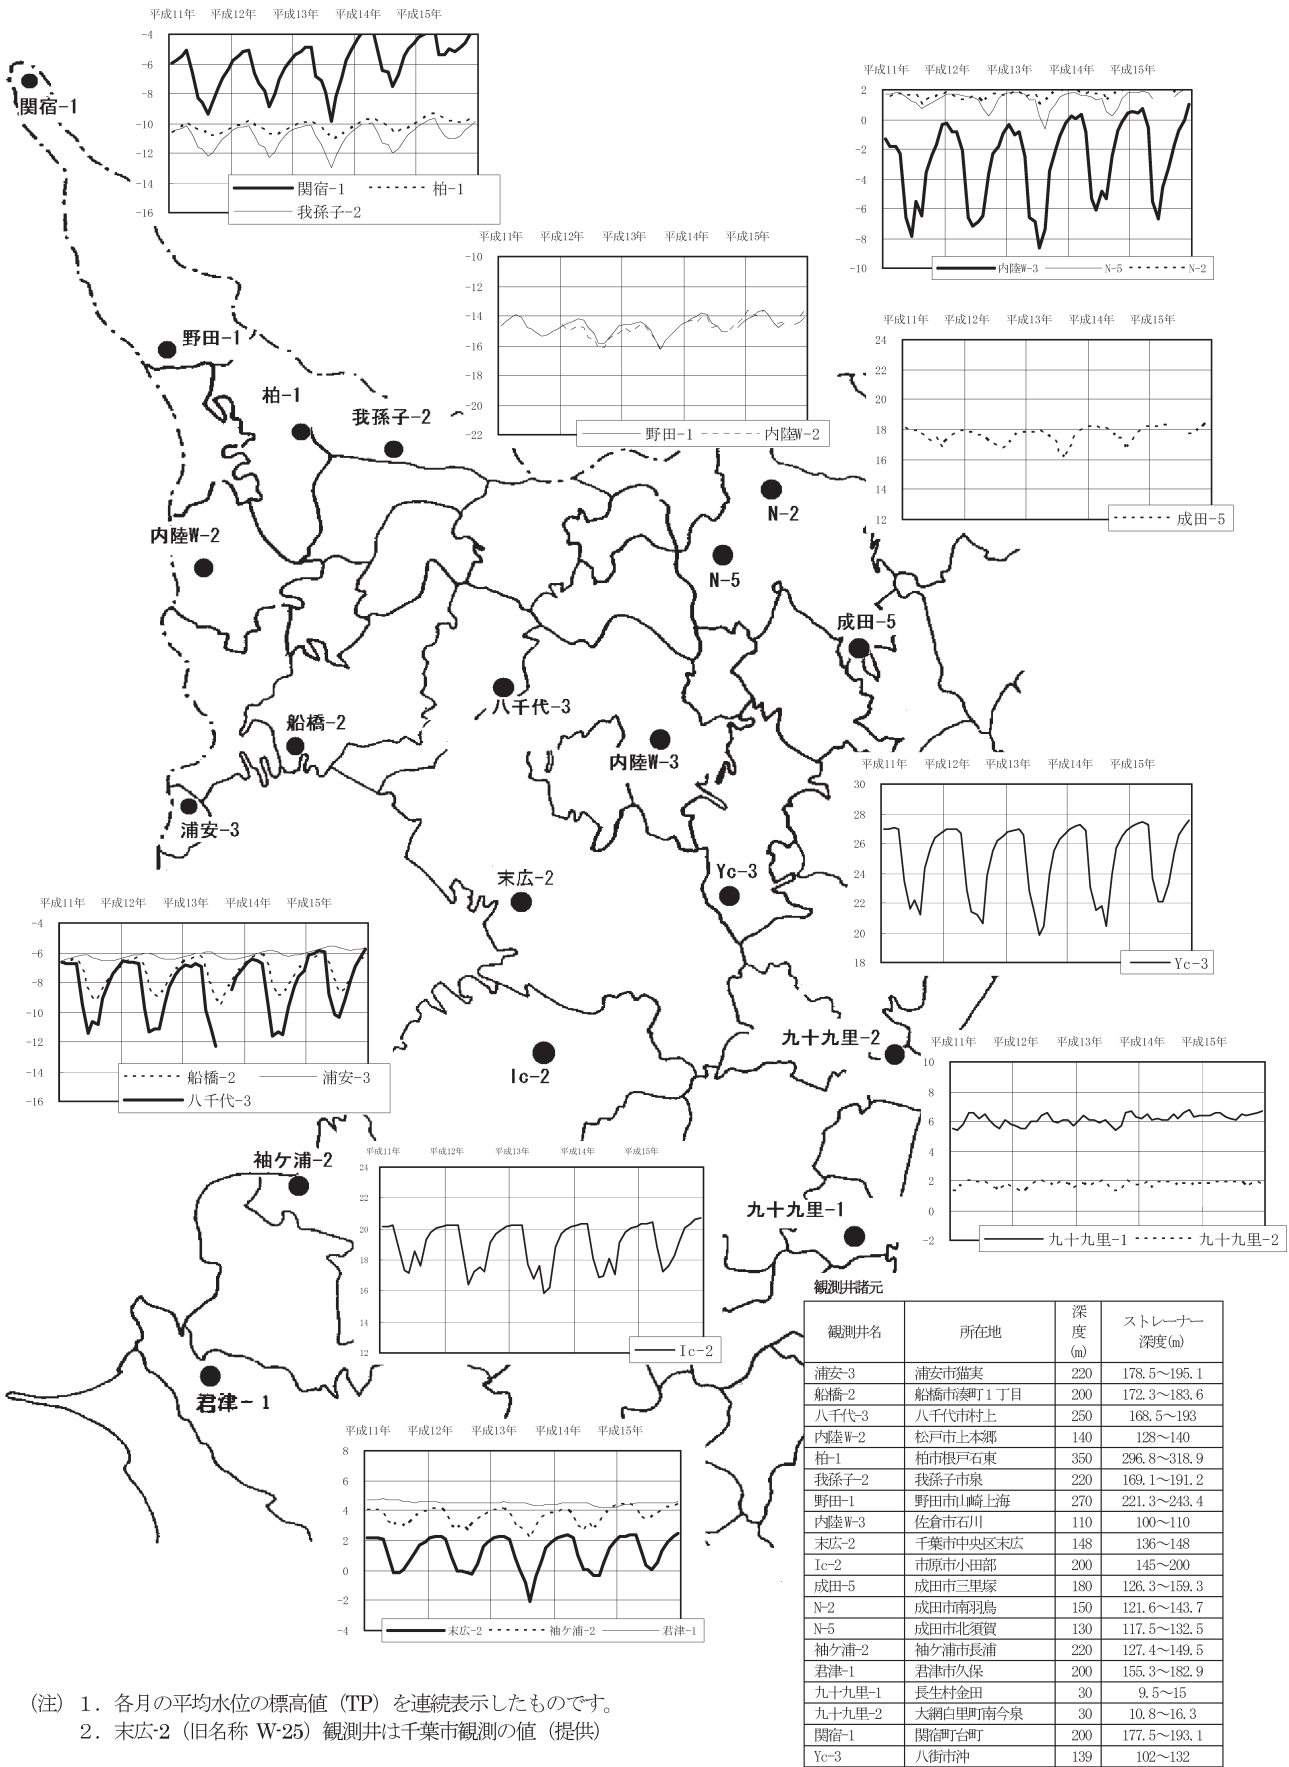 平成11年 平成12年 平成13年 平成14年 平成15年
-4
-6
-8
-10
-12
-14
-16
関宿-1 柏-1
我孫子-2
平成11年 平成12年 平成13年 平成14年 平成15年
2
0
-2
-4
-6
-8
-10
内陸W-3 N-5 N-2
平成11年 平成12年 平成13年 平成14年 平成15年
-10
-12
-14
-16
-18
-20
-22
野田-1 内陸W-2
平成11年 平成12年 平成13年 平成14年 平成15年
24
22
20
18
16
14
12
成田-5
関宿-1
野田-1
柏-1
我孫子-2
N-2
内陸W-2
N-5
成田-5
八千代-3
船橋-2
内陸W-3
浦安-3
末広-2
Yc-3
平成11年 平成12年 平成13年 平成14年 平成15年
30
28
26
24
22
20
18
Yc-3
平成11年 平成12年 平成13年 平成14年 平成15年
-4
-6
-8
-10
-12
-14
-16
船橋-2 浦安-3
八千代-3
九十九里-2
Ic-2
平成11年 平成12年 平成13年 平成14年 平成15年
10
8
6
4
2
0
-2
九十九里-1 九十九里-2
袖ケ浦-2
平成11年 平成12年 平成13年 平成14年 平成15年
24
22
20
18
16
14
12
Ic-2
九十九里-1
君津-1
平成11年 平成12年 平成13年 平成14年 平成15年
8
6
4
2
0
-2
-4
末広-2 袖ケ浦-2 君津-1
観測井諸元
観測井名 所在地 深度(m) ストレーナー深度(m)
浦安-3 浦安市猫実 220 178.5～195.1
船橋-2 船橋市湊町1丁目 200 172.3～183.6
八千代-3 八千代市村上 250 168.5～193
内陸W-2 松戸市上本郷 140 128～140
柏-1 柏市根戸石東 350 296.8～318.9
我孫子-2 我孫子市泉 220 169.1～191.2
野田-1 野田市山崎上海 270 221.3～243.4
内陸W-3 佐倉市石川 110 100～110
末広-2 千葉市中央区末広 148 136～148
Ic-2 市原市小田部 200 145～200
成田-5 成田市三里塚 180 126.3～159.3
N-2 成田市南羽鳥 150 121.6～143.7
N-5 成田市北須賀 130 117.5～132.5
袖ケ浦-2 袖ケ浦市長浦 220 127.4～149.5
君津-1 君津市久保 200 155.3～182.9
九十九里-1 長生村金田 30 9.5～15
九十九里-2 大網白里町南今泉 30 10.8～16.3
関宿-1 関宿町台町 200 177.5～193.1
Yc-3 八街市沖 139 102～132
(注) 1．各月の平均水位の標高値（TP）を連続表示したものです。
2．末広-2（旧名称 W-25）観測井は千葉市観測の値（提供）